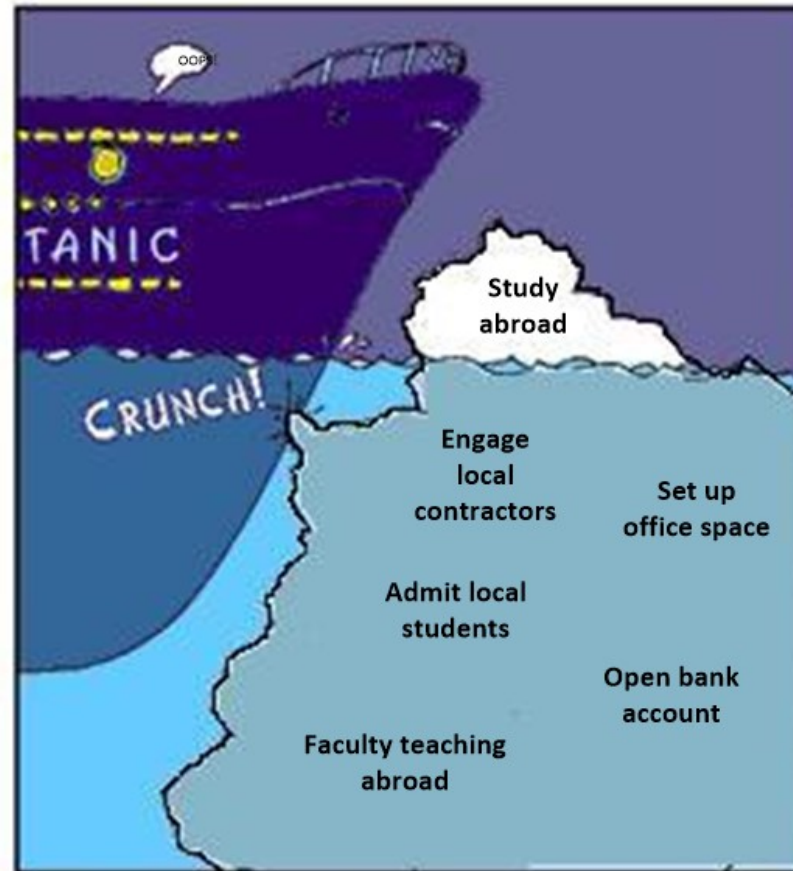 OOPS!
TANIC
Study
abroad
CRUNCH!
Engage
local
contractors
Set up
office space
Admit local
students
Open bank
account
Faculty teaching
abroad